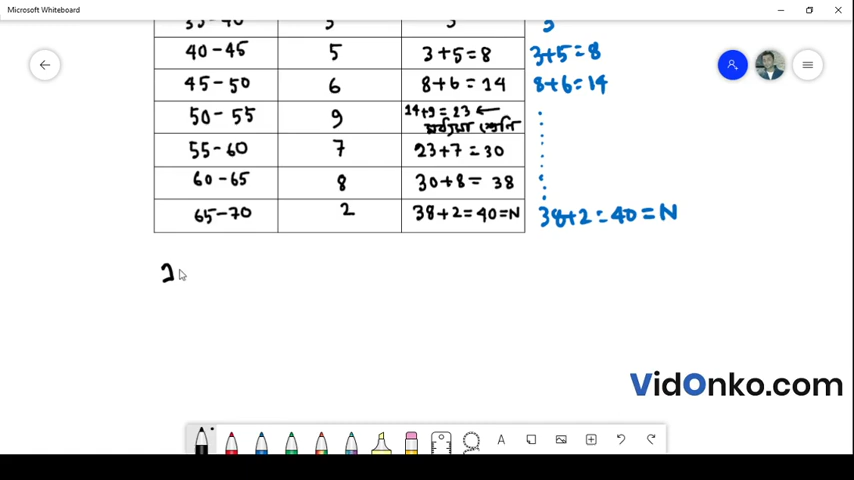 Microsoft Whiteboard
40-45 5 3+5=8 3+5=8
45-50 6 8+6=14 8+6=14
50-55 9 14+9=23 ←
55-60 7 23+7=30
60-65 8 30+8=38
65-70 2 38+2=40=N 38+2=40=N
VidOnko.com
A